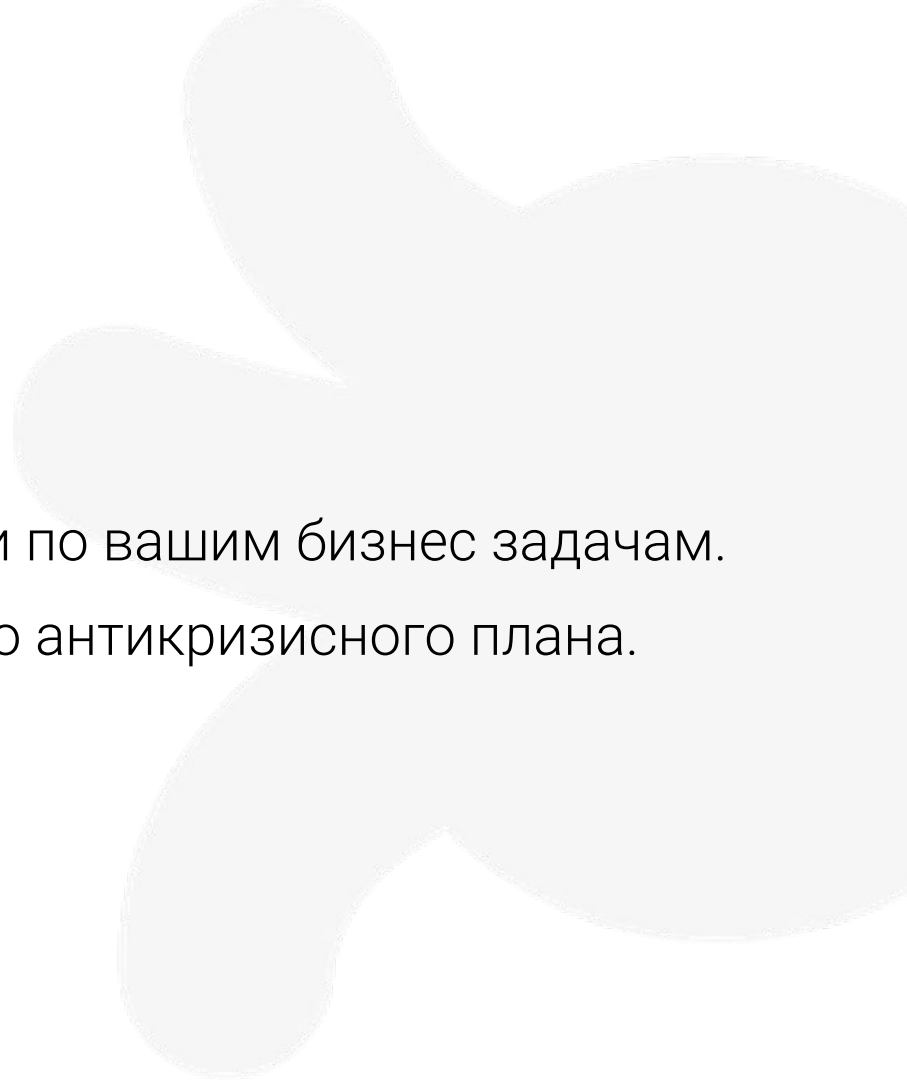 и по вашим бизнес задачам.
о антикризисного плана.